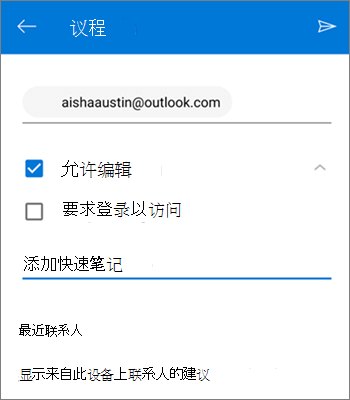 议程
aishaaustin@outlook.com
允许编辑
要求登录以访问
添加快速笔记
最近联系人
显示来自此设备上联系人的建议